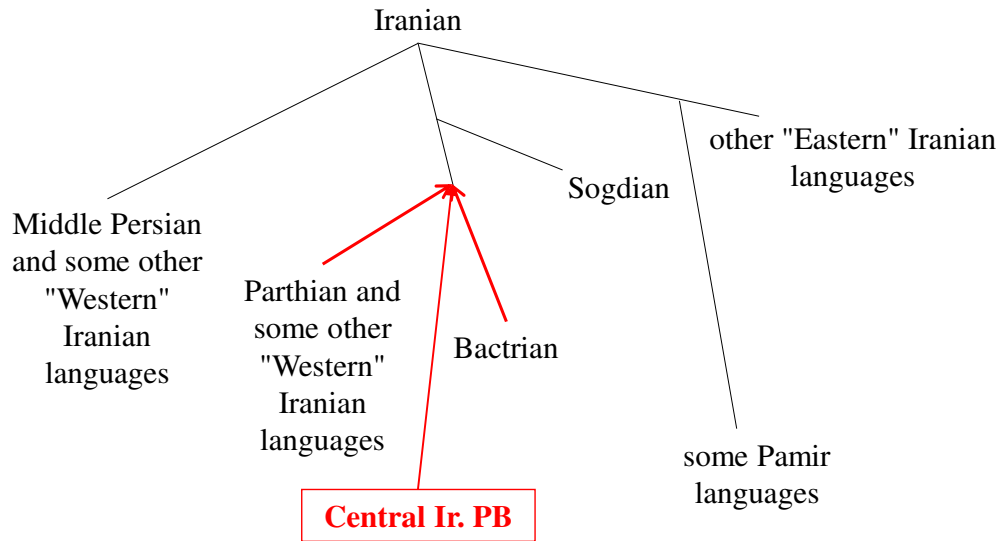 Iranian
other "Eastern" Iranian
languages
Sogdian
Middle Persian
and some other
"Western"
Iranian
languages
Parthian and
some other
"Western"
Iranian
languages
Bactrian
some Pamir
languages
Central Ir. PB